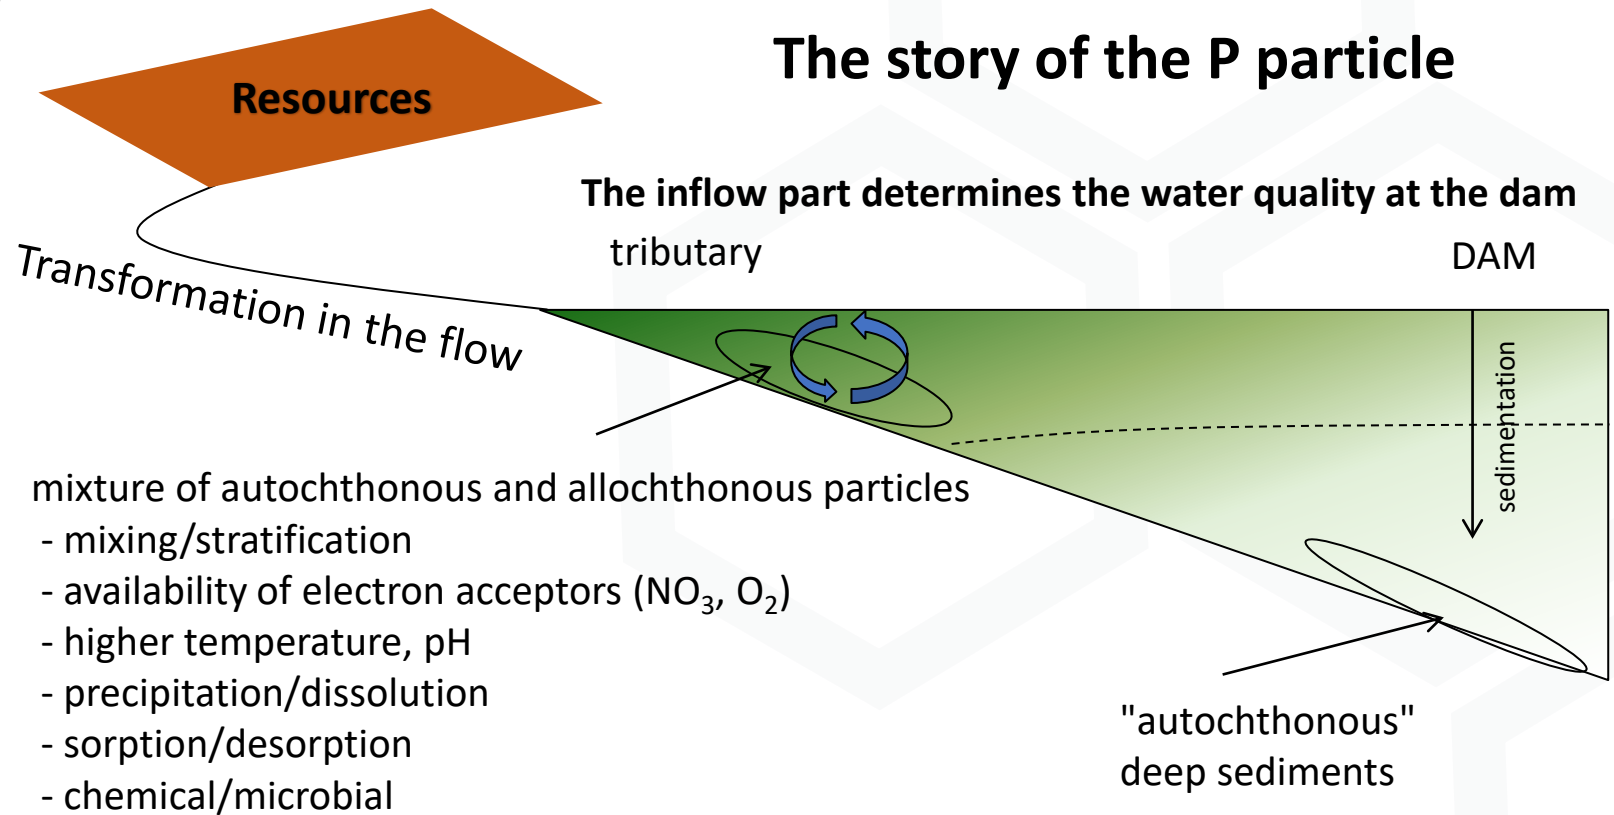 The story of the P particle
Resources
The inflow part determines the water quality at the dam
tributary
DAM
Transformation in the flow
sedimentation
mixture of autochthonous and allochthonous particles
- mixing/stratification
- availability of electron acceptors (NO₃, O₂)
- higher temperature, pH
- precipitation/dissolution
- sorption/desorption
- chemical/microbial
"autochthonous"
deep sediments